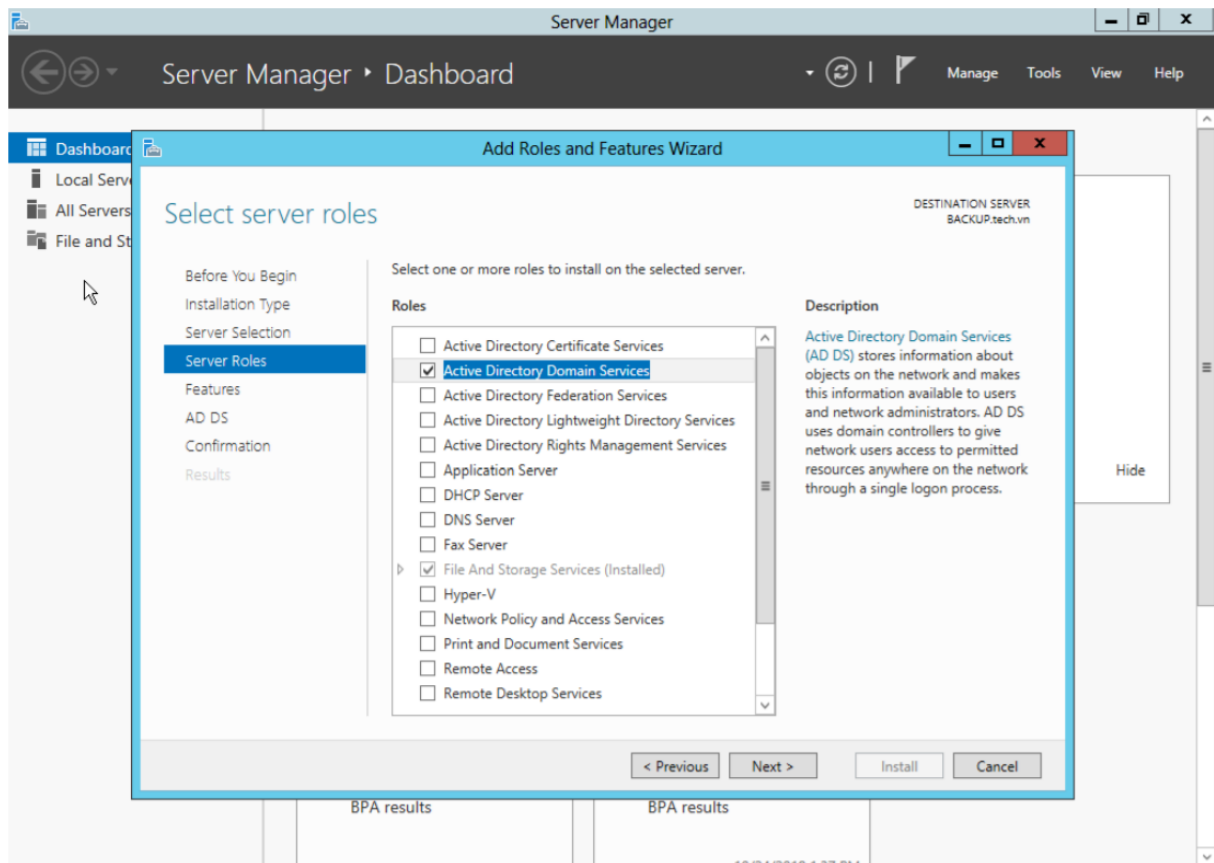 Server Manager
Server Manager ‣ Dashboard
Manage Tools View Help
Dashboard
Local Serv
All Servers
File and St
Add Roles and Features Wizard
Select server roles
DESTINATION SERVER
BACKUP.tech.vn
Before You Begin
Installation Type
Server Selection
Server Roles
Features
AD DS
Confirmation
Results
Select one or more roles to install on the selected server.
Roles
Active Directory Certificate Services
Active Directory Domain Services
Active Directory Federation Services
Active Directory Lightweight Directory Services
Active Directory Rights Management Services
Application Server
DHCP Server
DNS Server
Fax Server
File And Storage Services (Installed)
Hyper-V
Network Policy and Access Services
Print and Document Services
Remote Access
Remote Desktop Services
Description
Active Directory Domain Services
(AD DS) stores information about
objects on the network and makes
this information available to users
and network administrators. AD DS
uses domain controllers to give
network users access to permitted
resources anywhere on the network
through a single logon process.
Hide
< Previous
Next >
Install
Cancel
BPA results
BPA results